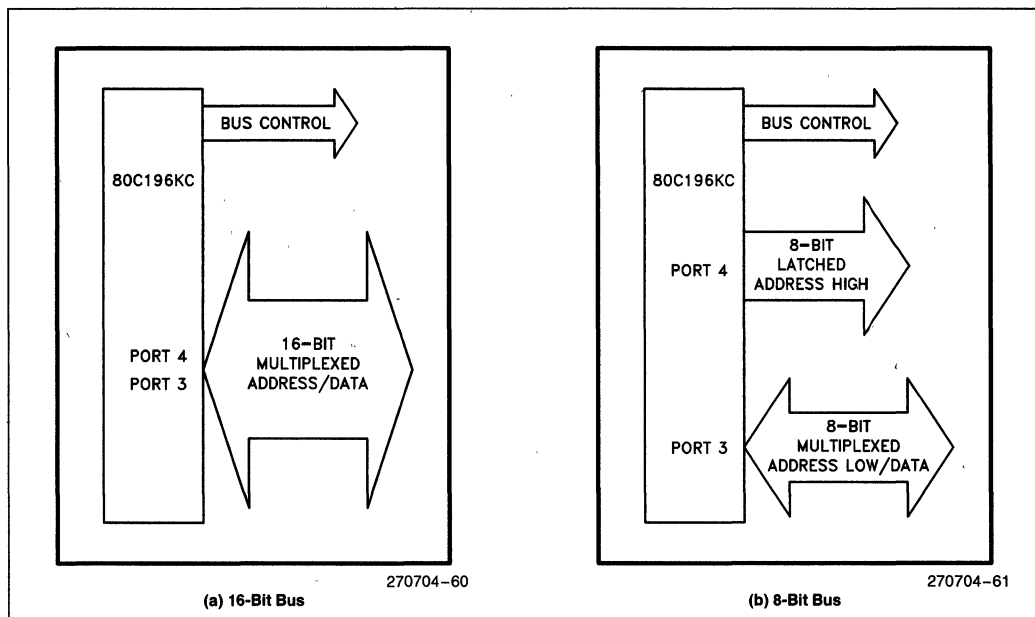 BUS CONTROL
80C196KC
PORT 4
PORT 3
16-BIT
MULTIPLEXED
ADDRESS/DATA
270704-60
(a) 16-Bit Bus
BUS CONTROL
80C196KC
PORT 4
8-BIT
LATCHED
ADDRESS HIGH
PORT 3
8-BIT
MULTIPLEXED
ADDRESS LOW/DATA
270704-61
(b) 8-Bit Bus